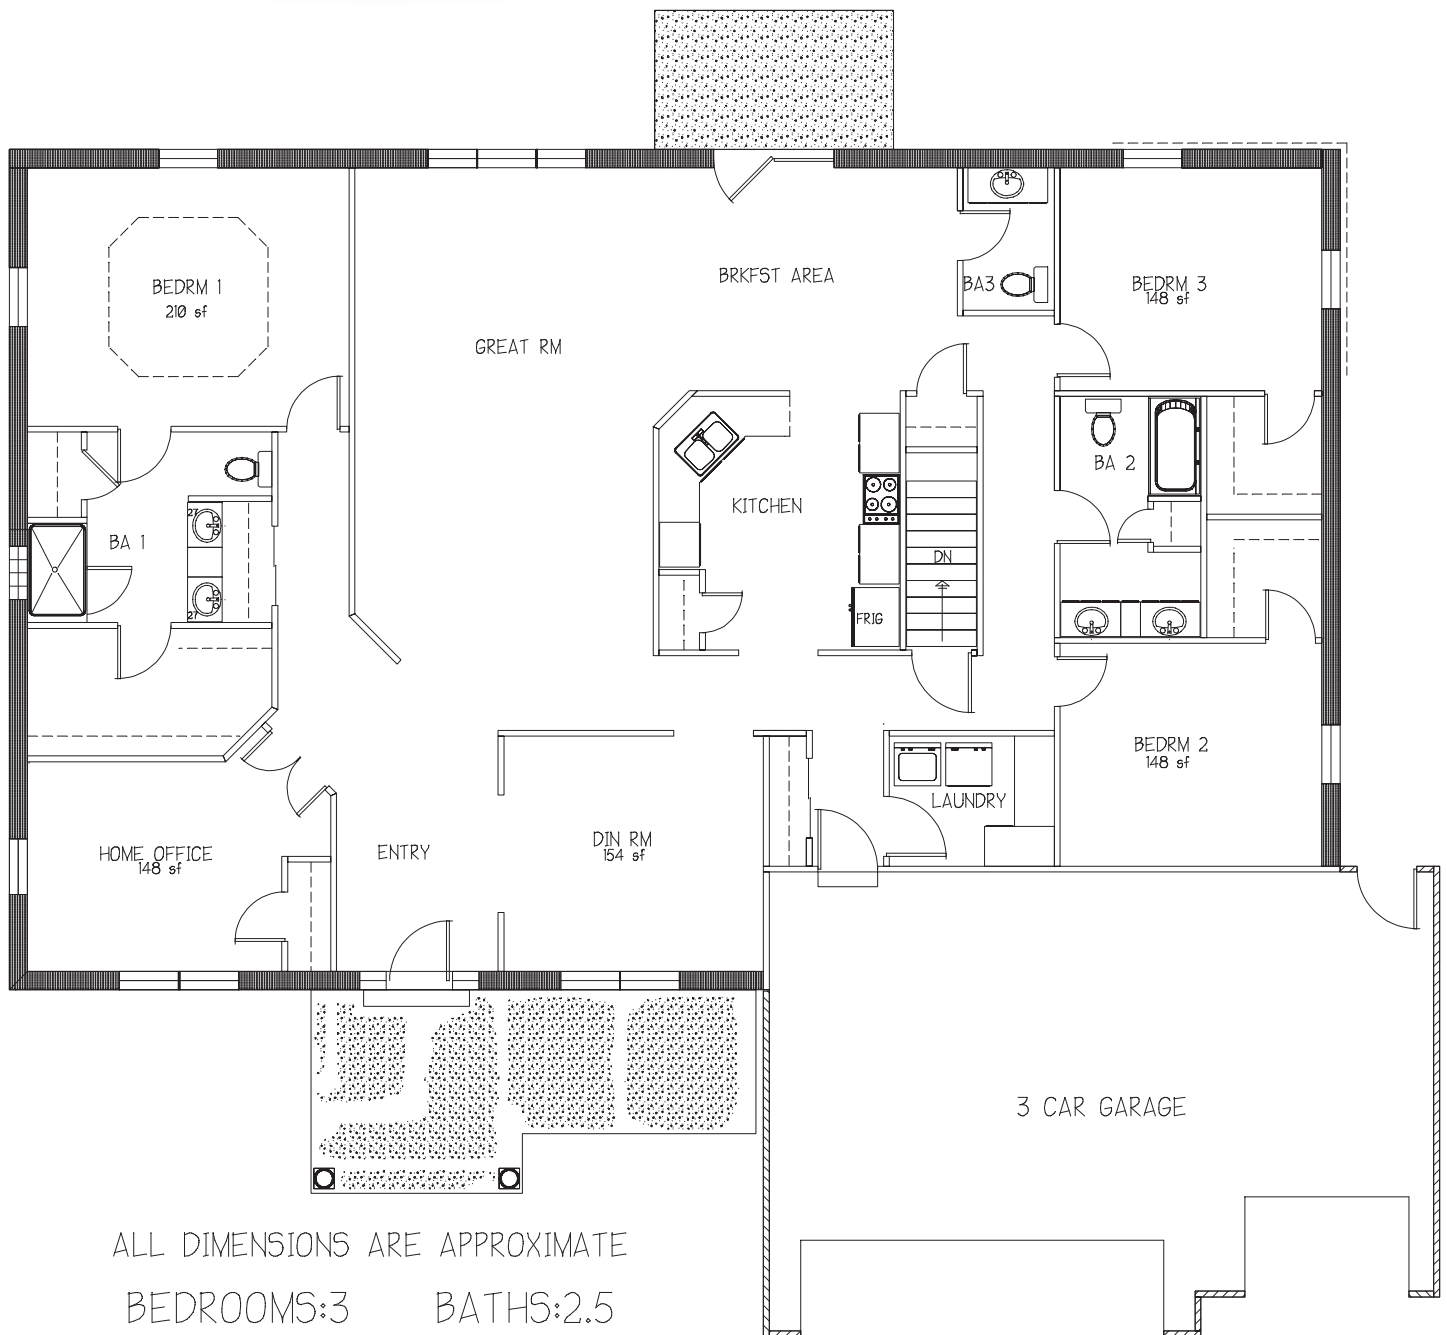 BRKFST AREA
BA3
BEDRM 1
210 sf
BEDRM 3
148 sf
GREAT RM
BA 2
KITCHEN
27
BA 1
DN
27
FRIG
BEDRM 2
148 sf
LAUNDRY
HOME OFFICE
148 sf
ENTRY
DIN RM
154 sf
3 CAR GARAGE
ALL DIMENSIONS ARE APPROXIMATE
BEDROOMS:3 BATHS:2.5